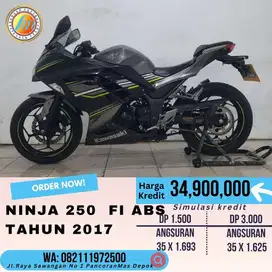 ORDER NOW!
Harga
Kredit
34,900,000
NINJA 250 FI ABS
TAHUN 2017
Simulasi kredit
DP 1.500
ANGSURAN
35 X 1.693
DP 3.000
ANGSURAN
35 X 1.625
WA: 082111972500
Jl.Raya Sawangan No 1 PancoranMas Depok
Kawasaki